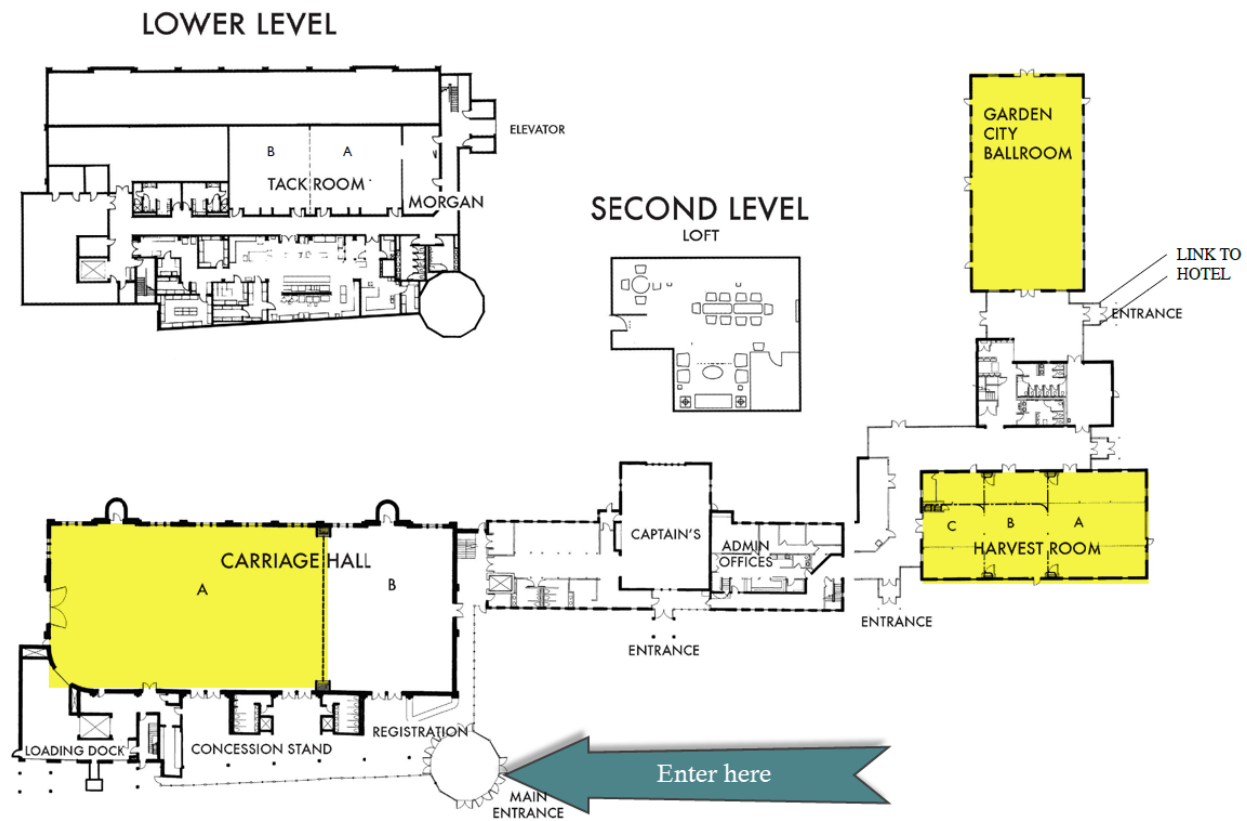 LOWER LEVEL
ELEVATOR
B
A
TACK ROOM
MORGAN
SECOND LEVEL
LOFT
GARDEN
CITY
BALLROOM
LINK TO
HOTEL
ENTRANCE
CAPTAIN'S
ADMIN
OFFICES
C
B
A
HARVEST ROOM
CARRIAGE HALL
A
B
ENTRANCE
ENTRANCE
REGISTRATION
LOADING DOCK
CONCESSION STAND
Enter here
MAIN
ENTRANCE